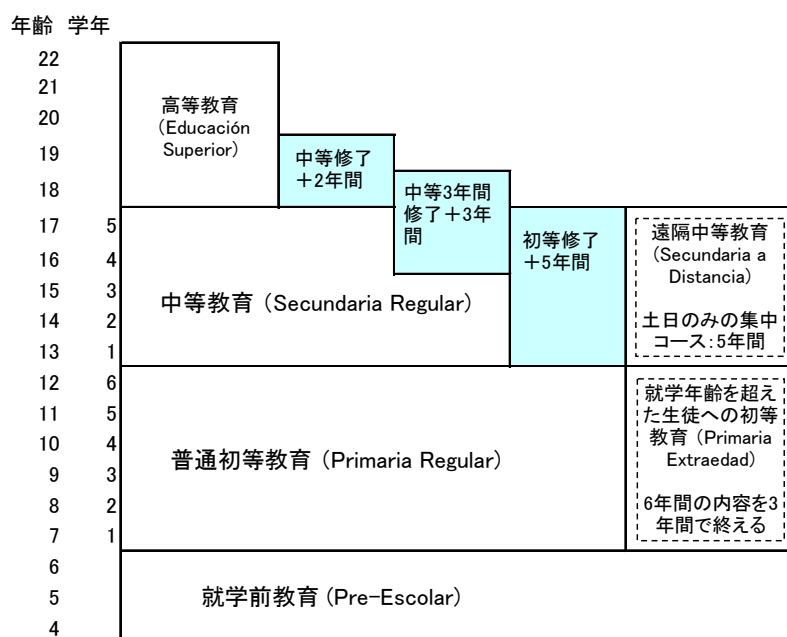 年齢 学年
22
21
20
19
18
17 5
16 4
15 3
14 2
13 1
12 6
11 5
10 4
9 3
8 2
7 1
6
5
4
高等教育
(Educación
Superior)
中等修了
+2年間
中等3年間
修了+3年
間
初等修了
+5年間
遠隔中等教育
(Secundaria a
Distancia)
土日のみの集中
コース:5年間
中等教育 (Secundaria Regular)
就学年齢を超え
た生徒への初等
教育 (Primaria
Extraedad)
6年間の内容を3
年間で終える
普通初等教育 (Primaria Regular)
就学前教育 (Pre-Escolar)